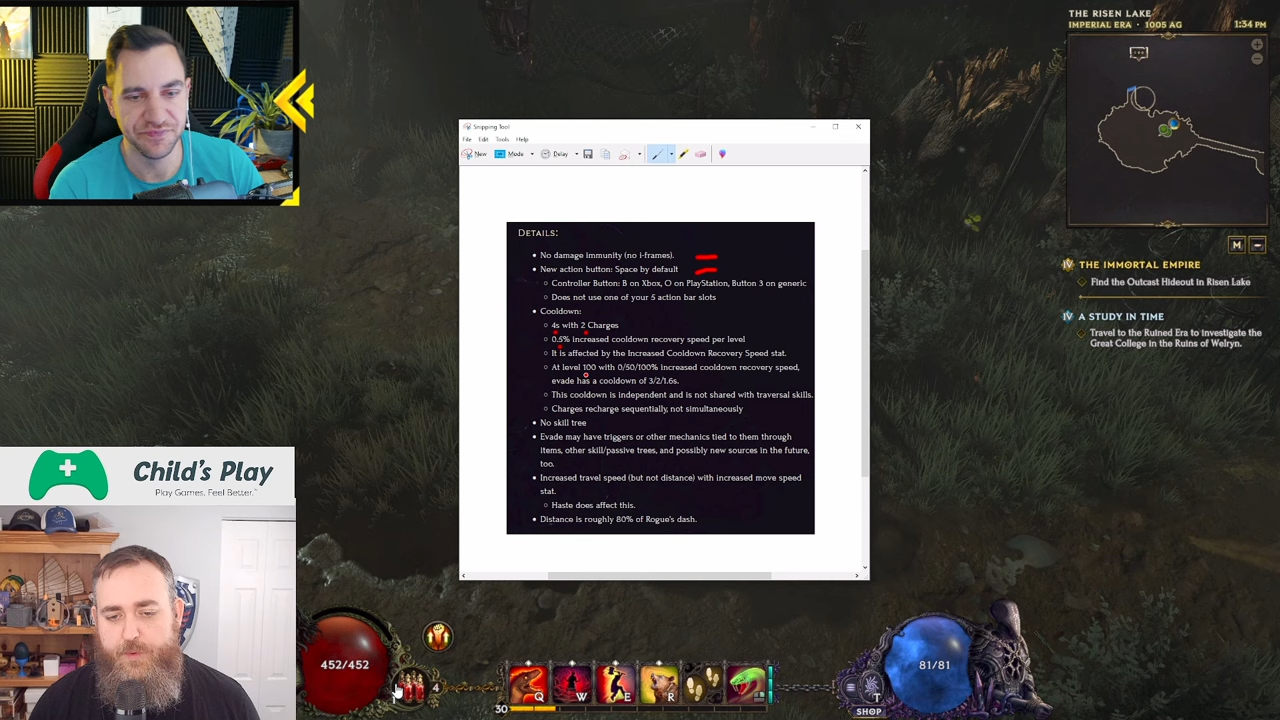 THE RISEN LAKE
IMPERIAL ERA · 1005 AG
1:34 PM
Snipping Tool
File Edit Tools Help
New Mode Delay
DETAILS:
No damage immunity (no i-frames).
New action button: Space by default
Controller Button: B on Xbox, O on PlayStation, Button 3 on generic
Does not use one of your 5 action bar slots
Cooldown:
4s with 2 Charges
0.5% increased cooldown recovery speed per level
It is affected by the Increased Cooldown Recovery Speed stat.
At level 100 with 0/50/100% increased cooldown recovery speed,
evade has a cooldown of 3/2/1.6s.
This cooldown is independent and is not shared with traversal skills.
Charges recharge sequentially, not simultaneously
No skill tree
Evade may have triggers or other mechanics tied to them through
items, other skill/passive trees, and possibly new sources in the future,
too.
Increased travel speed (but not distance) with increased move speed
stat.
Haste does affect this.
Distance is roughly 80% of Rogue's dash.
M
IV THE IMMORTAL EMPIRE
Find the Outcast Hideout in Risen Lake
IV A STUDY IN TIME
Travel to the Ruined Era to investigate the
Great College in the Ruins of Welryn.
Child's Play
Play Games. Feel Better.™
452/452
4
Q
W
E
R
30
81/81
T
SHOP